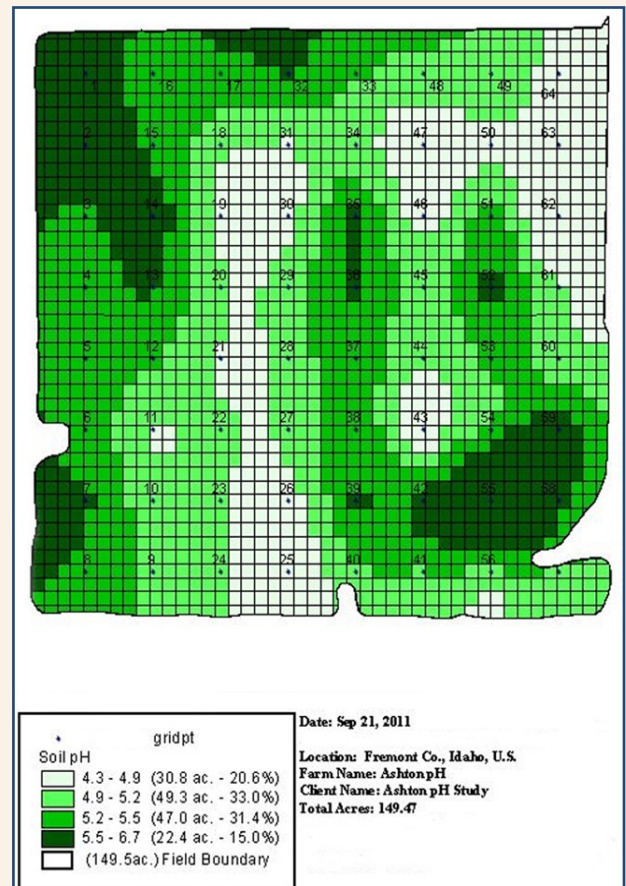 1 16 17 32 33 48 49 64
2 15 18 31 34 47 50 63
3 14 19 30 35 46 51 62
4 13 20 29 36 45 52 61
5 12 21 28 37 44 53 60
6 11 22 27 38 43 54 59
7 10 23 26 39 42 55 58
8 9 24 25 40 41 56
gridpt
Soil pH
4.3 - 4.9 (30.8 ac. - 20.6%)
4.9 - 5.2 (49.3 ac. - 33.0%)
5.2 - 5.5 (47.0 ac. - 31.4%)
5.5 - 6.7 (22.4 ac. - 15.0%)
(149.5ac.) Field Boundary
Date: Sep 21, 2011
Location: Fremont Co., Idaho, U.S.
Farm Name: Ashton pH
Client Name: Ashton pH Study
Total Acres: 149.47